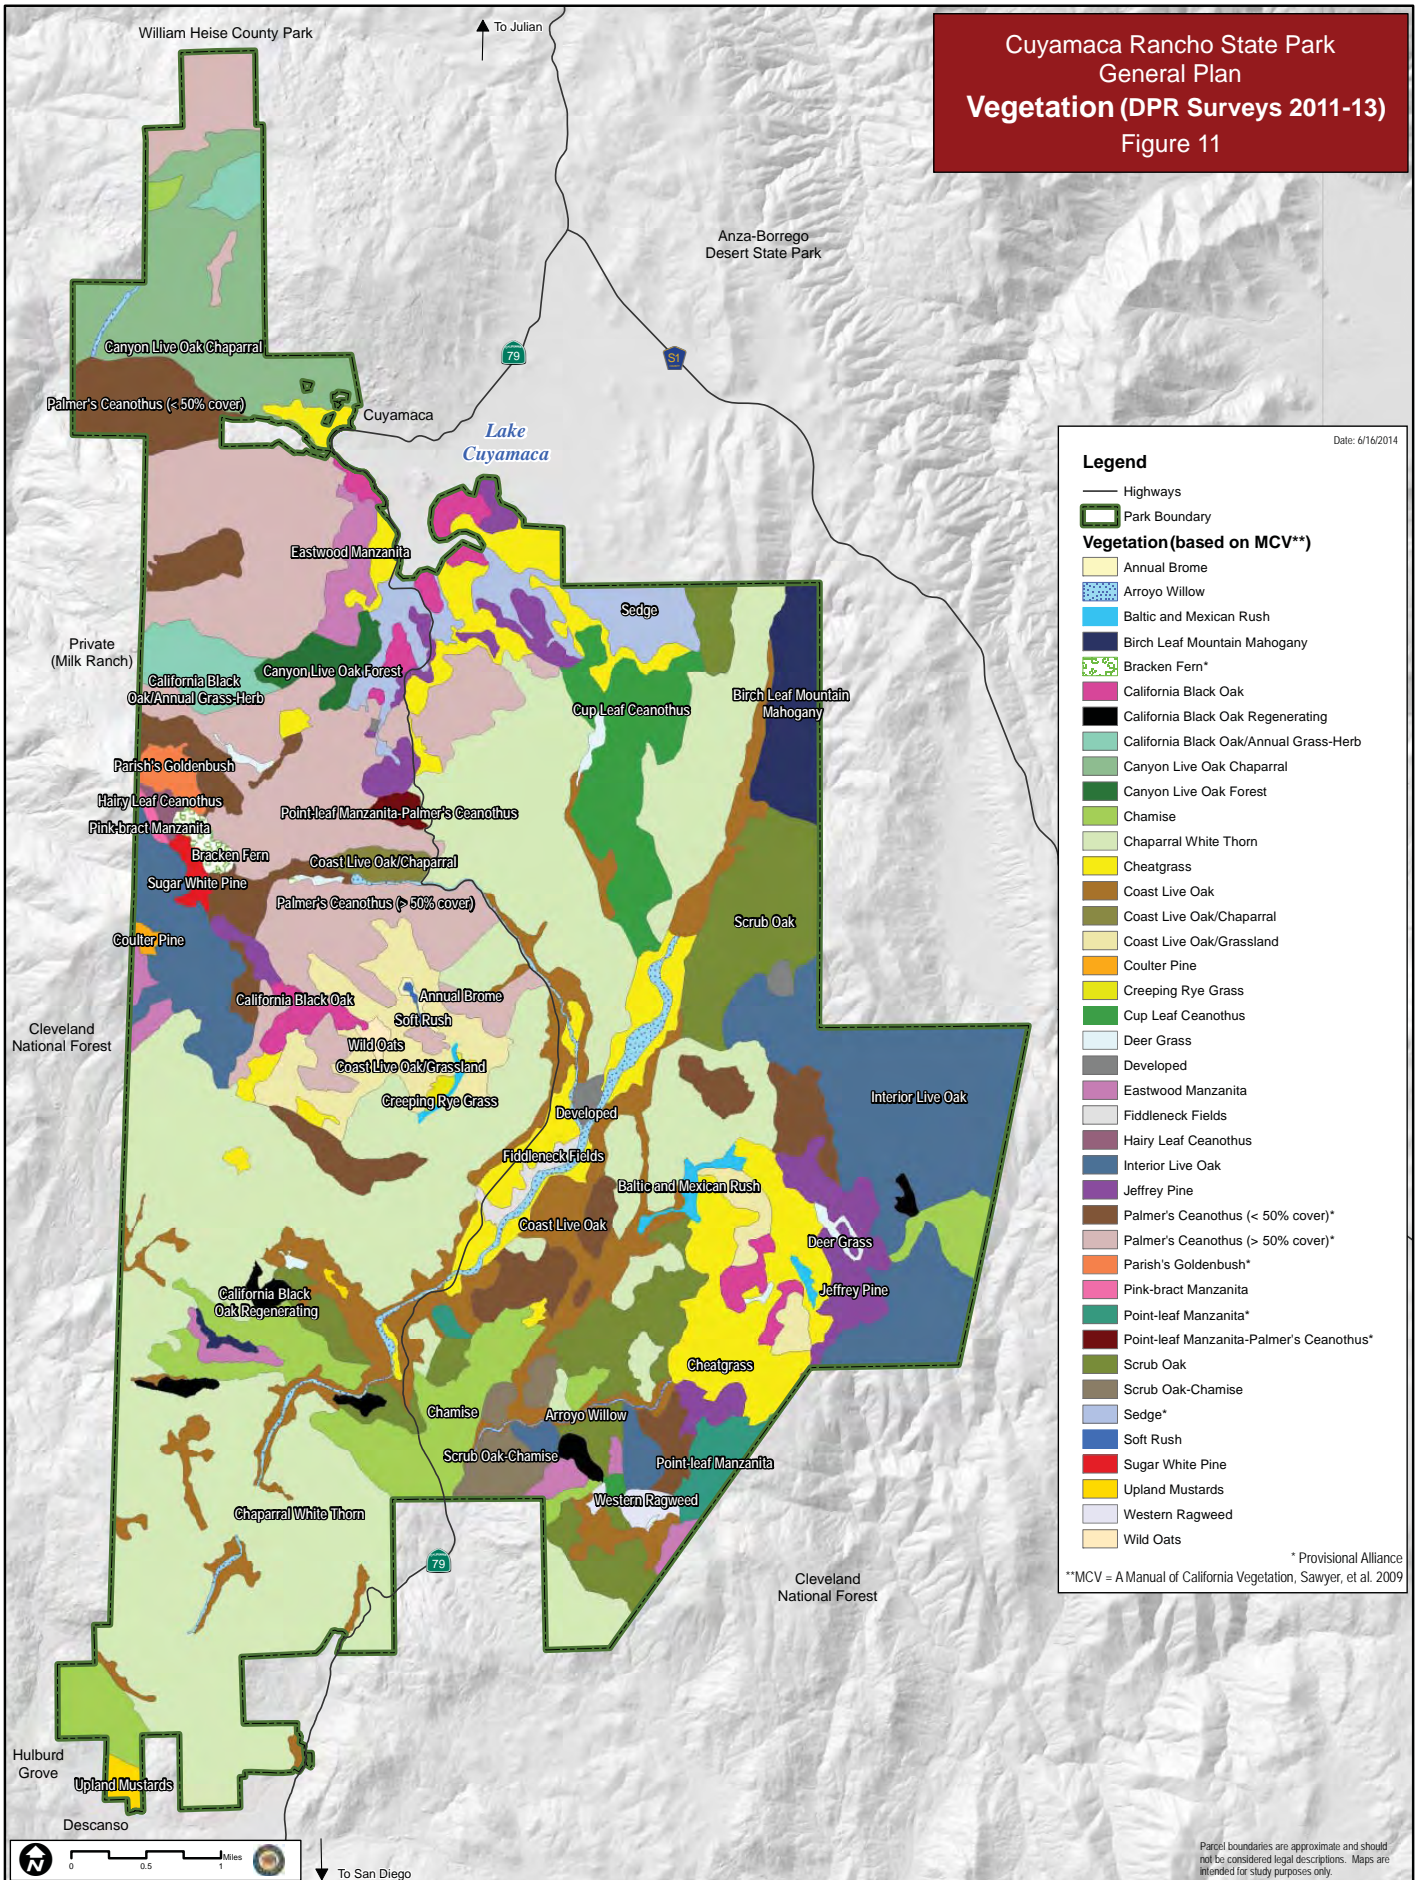 William Heise County Park
To Julian
Cuyamaca Rancho State Park
General Plan
Vegetation (DPR Surveys 2011-13)
Figure 11
Anza-Borrego
Desert State Park
79
S1
Canyon Live Oak Chaparral
Palmer's Ceanothus (< 50% cover)
Cuyamaca
Lake
Cuyamaca
Eastwood Manzanita
Sedge
Private
(Milk Ranch)
California Black
Oak/Annual Grass-Herb
Canyon Live Oak Forest
Cup Leaf Ceanothus
Birch Leaf Mountain
Mahogany
Parish's Goldenbush
Hairy Leaf Ceanothus
Pink-bract Manzanita
Point-leaf Manzanita-Palmer's Ceanothus
Bracken Fern
Coast Live Oak/Chaparral
Sugar White Pine
Palmer's Ceanothus (> 50% cover)
Scrub Oak
Coulter Pine
California Black Oak
Annual Brome
Soft Rush
Cleveland
National Forest
Wild Oats
Coast Live Oak/Grassland
Creeping Rye Grass
Developed
Interior Live Oak
Fiddleneck Fields
Baltic and Mexican Rush
Coast Live Oak
Deer Grass
Jeffrey Pine
California Black
Oak Regenerating
Cheatgrass
Chamise
Arroyo Willow
Scrub Oak-Chamise
Point-leaf Manzanita
Western Ragweed
Chaparral White Thorn
79
Cleveland
National Forest
Hulburd
Grove
Upland Mustards
Descanso
N
0
0.5
1
Miles
To San Diego
Date: 6/16/2014
Legend
Highways
Park Boundary
Vegetation (based on MCV**)
Annual Brome
Arroyo Willow
Baltic and Mexican Rush
Birch Leaf Mountain Mahogany
Bracken Fern*
California Black Oak
California Black Oak Regenerating
California Black Oak/Annual Grass-Herb
Canyon Live Oak Chaparral
Canyon Live Oak Forest
Chamise
Chaparral White Thorn
Cheatgrass
Coast Live Oak
Coast Live Oak/Chaparral
Coast Live Oak/Grassland
Coulter Pine
Creeping Rye Grass
Cup Leaf Ceanothus
Deer Grass
Developed
Eastwood Manzanita
Fiddleneck Fields
Hairy Leaf Ceanothus
Interior Live Oak
Jeffrey Pine
Palmer's Ceanothus (< 50% cover)*
Palmer's Ceanothus (> 50% cover)*
Parish's Goldenbush*
Pink-bract Manzanita
Point-leaf Manzanita*
Point-leaf Manzanita-Palmer's Ceanothus*
Scrub Oak
Scrub Oak-Chamise
Sedge*
Soft Rush
Sugar White Pine
Upland Mustards
Western Ragweed
Wild Oats
* Provisional Alliance
**MCV = A Manual of California Vegetation, Sawyer, et al. 2009
Parcel boundaries are approximate and should
not be considered legal descriptions. Maps are
intended for study purposes only.